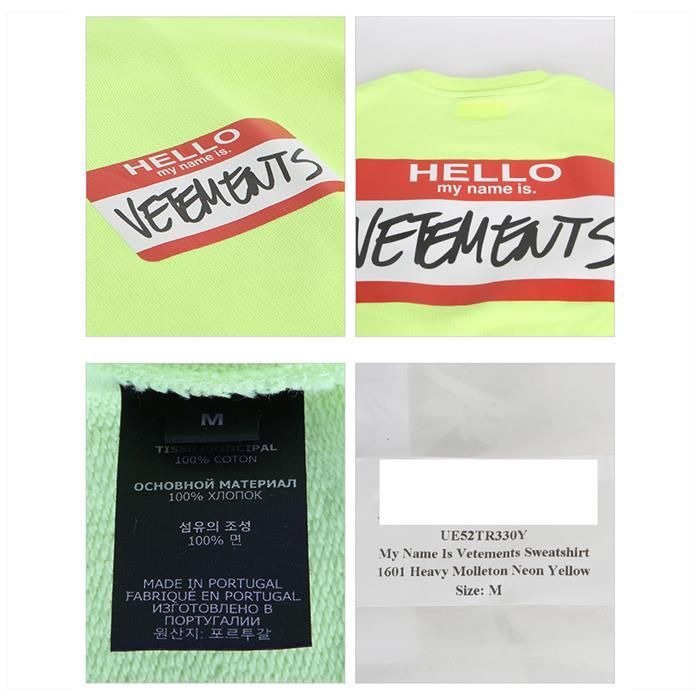 HELLO
my name is.
VETEMENTS
HELLO
my name is.
VETEMENTS
M
TISSU PRINCIPAL
100% COTON
ОСНОВНОЙ МАТЕРИАЛ
100% ХЛОПОК
섬유의 조성
100% 면
MADE IN PORTUGAL
FABRIQUÉ EN PORTUGAL
ИЗГОТОВЛЕНО В
ПОРТУГАЛИИ
원산지: 포르투갈
UE52TR330Y
My Name Is Vetements Sweatshirt
1601 Heavy Molleton Neon Yellow
Size: M